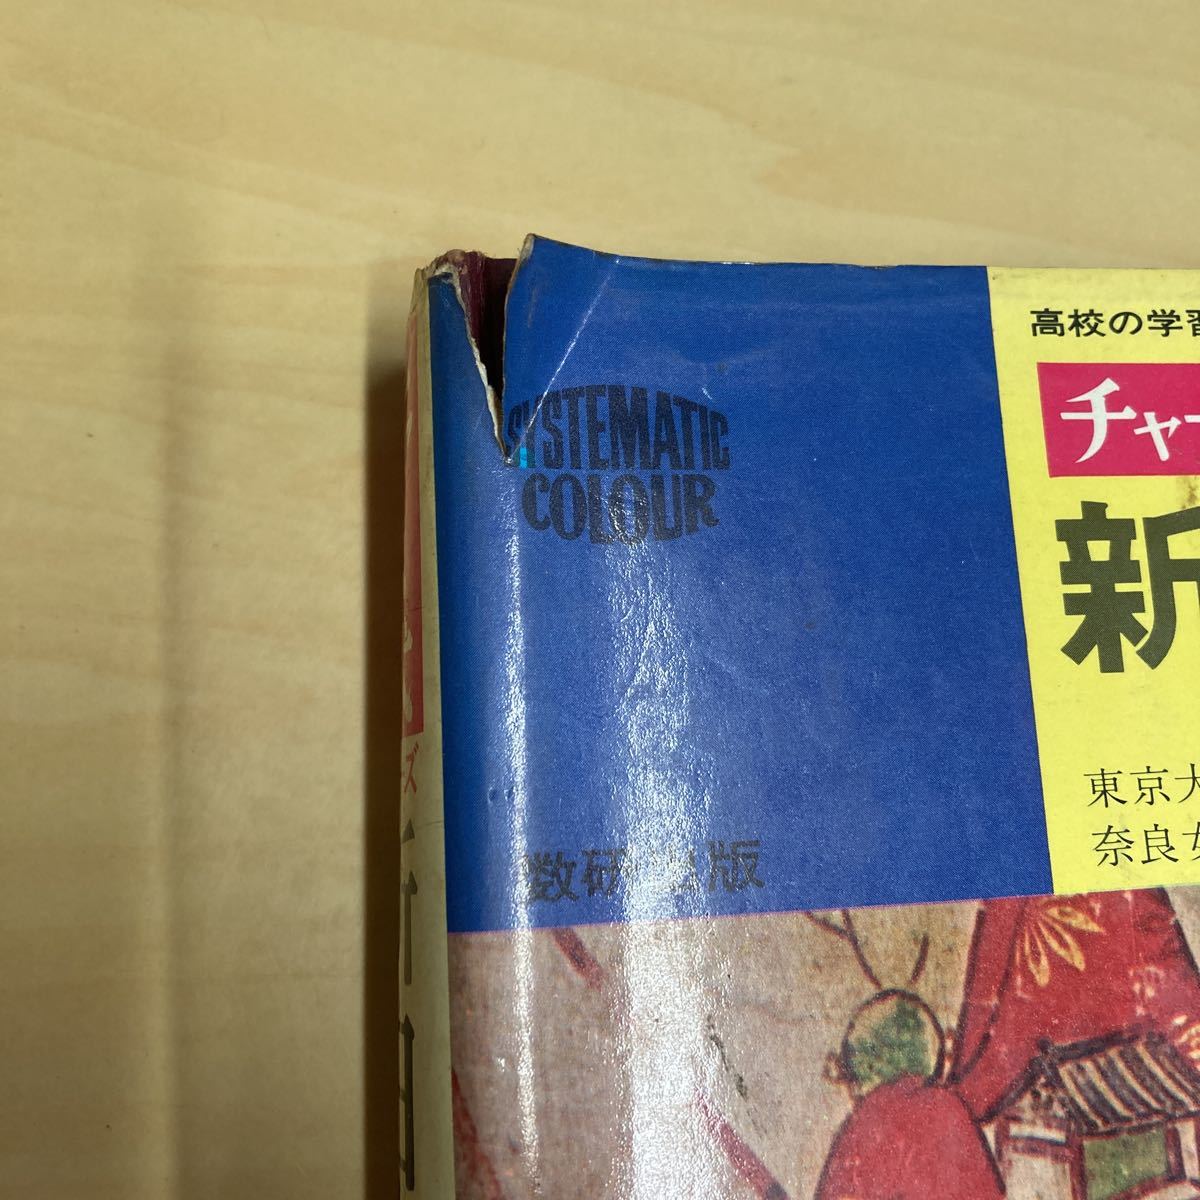 SYSTEMATIC
COLOUR
数研出版
高校の学習
チャー
新
東京大
奈良女
ズ